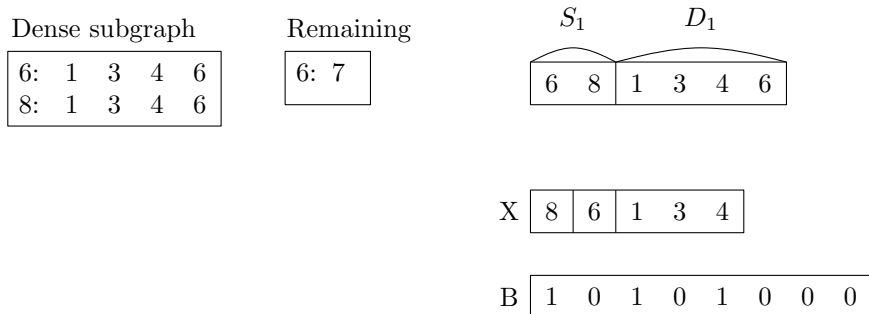 Dense subgraph
6: 1 3 4 6
8: 1 3 4 6
Remaining
6: 7
S1 D1
6 8 1 3 4 6
X 8 6 1 3 4
B 1 0 1 0 1 0 0 0